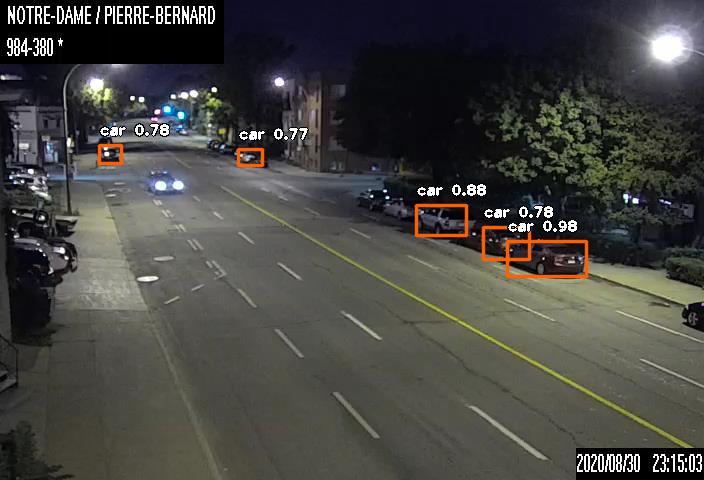 NOTRE-DAME / PIERRE-BERNARD
984-380 *
car 0.78
car 0.77
car 0.88
car 0.78
car 0.98
2020/08/30 23:15:03